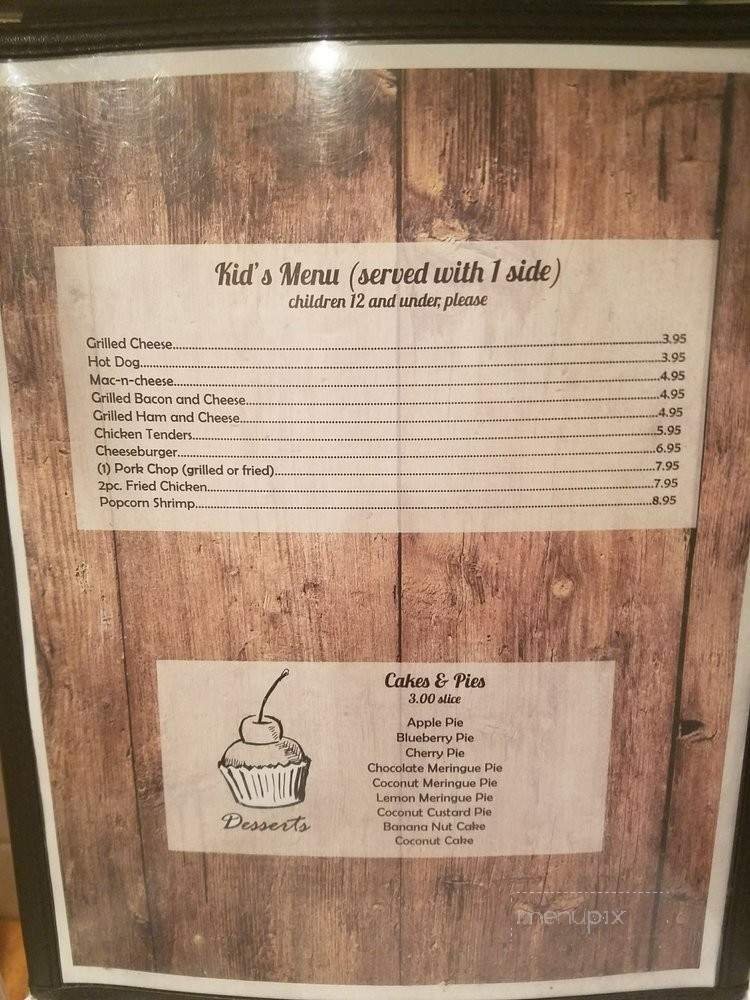 Kid's Menu (served with 1 side)
children 12 and under, please
Grilled Cheese 3.95
Hot Dog 3.95
Mac-n-cheese 4.95
Grilled Bacon and Cheese 4.95
Grilled Ham and Cheese 4.95
Chicken Tenders 5.95
Cheeseburger 6.95
(1) Pork Chop (grilled or fried) 7.95
2pc. Fried Chicken 7.95
Popcorn Shrimp 8.95
Cakes & Pies
3.00 slice
Apple Pie
Blueberry Pie
Cherry Pie
Chocolate Meringue Pie
Coconut Meringue Pie
Lemon Meringue Pie
Coconut Custard Pie
Banana Nut Cake
Coconut Cake
Desserts
menupix